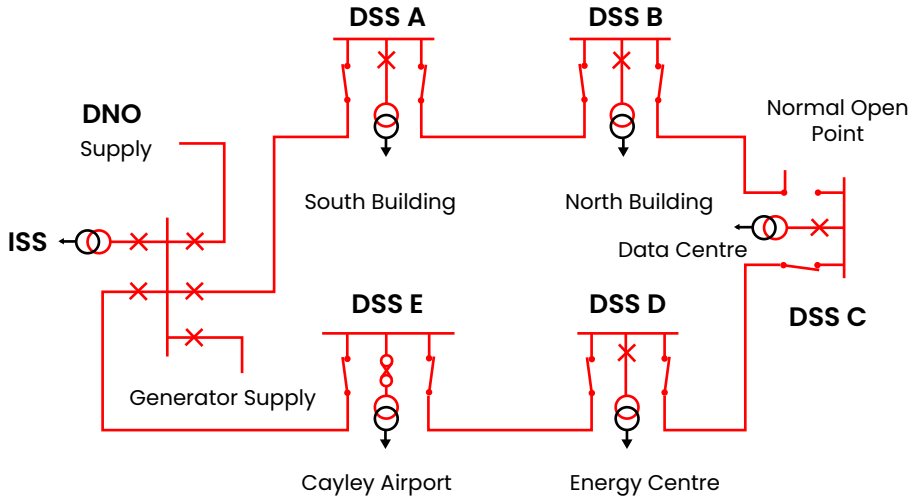 DSS A
DSS B
DNO
Supply
Normal Open
Point
South Building
North Building
ISS
Data Centre
DSS E
DSS D
DSS C
Generator Supply
Cayley Airport
Energy Centre